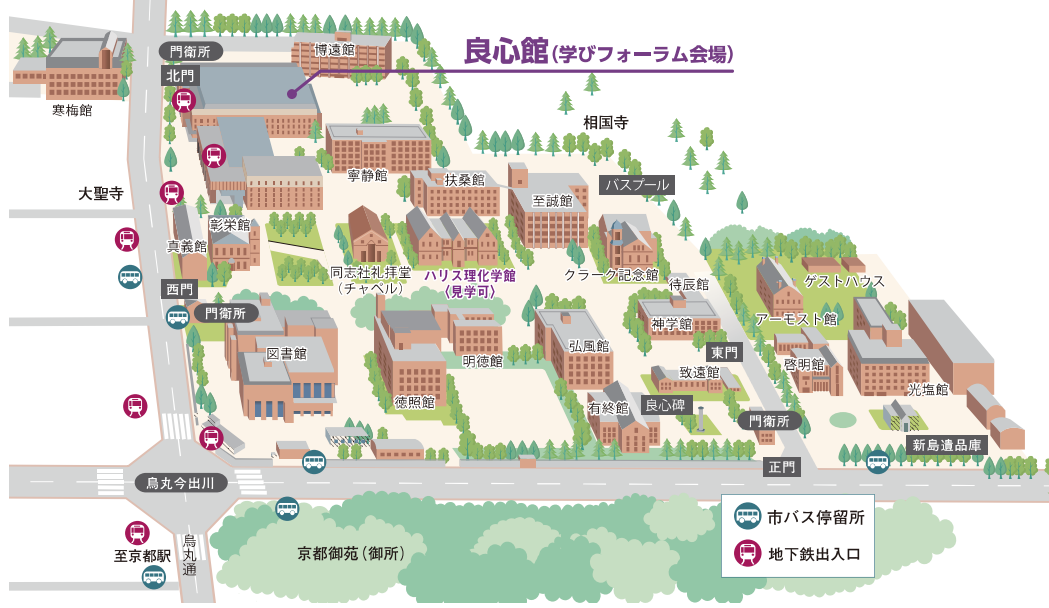 良心館(学びフォーラム会場)
門衛所
博遠館
北門
寒梅館
相国寺
寧静館
扶桑館
バスプール
大聖寺
至誠館
彰栄館
真義館
同志社礼拝堂
(チャペル)
ハリス理化学館
〈見学可〉
クラーク記念館
待辰館
ゲストハウス
西門
門衛所
神学館
アーモスト館
図書館
明徳館
弘風館
東門
啓明館
致遠館
光塩館
徳照館
有終館
良心碑
門衛所
新島遺品庫
正門
烏丸今出川
市バス停留所
地下鉄出入口
烏丸通
至京都駅
京都御苑(御所)